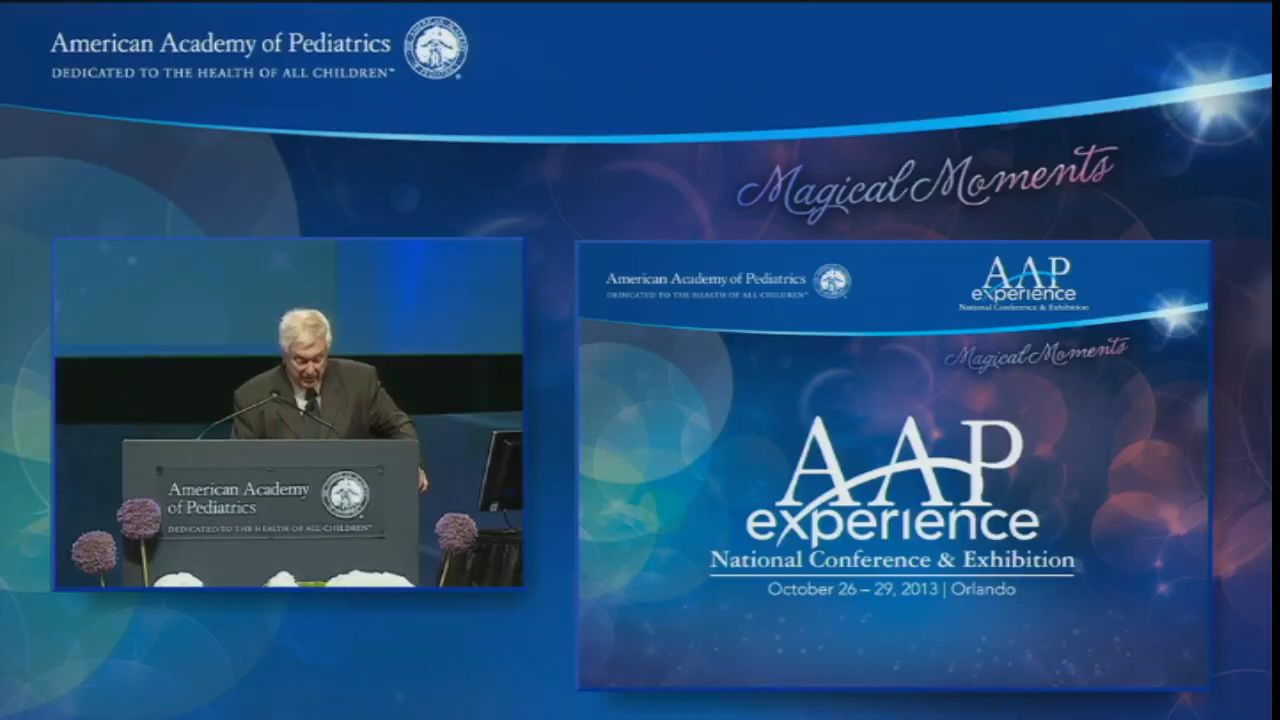 American Academy of Pediatrics
DEDICATED TO THE HEALTH OF ALL CHILDREN™
Magical Moments
American Academy
of Pediatrics
DEDICATED TO THE HEALTH OF ALL CHILDREN™
American Academy of Pediatrics
DEDICATED TO THE HEALTH OF ALL CHILDREN™
AAP
experience
National Conference & Exhibition
Magical Moments
AAP
experience
National Conference & Exhibition
October 26 – 29, 2013 | Orlando